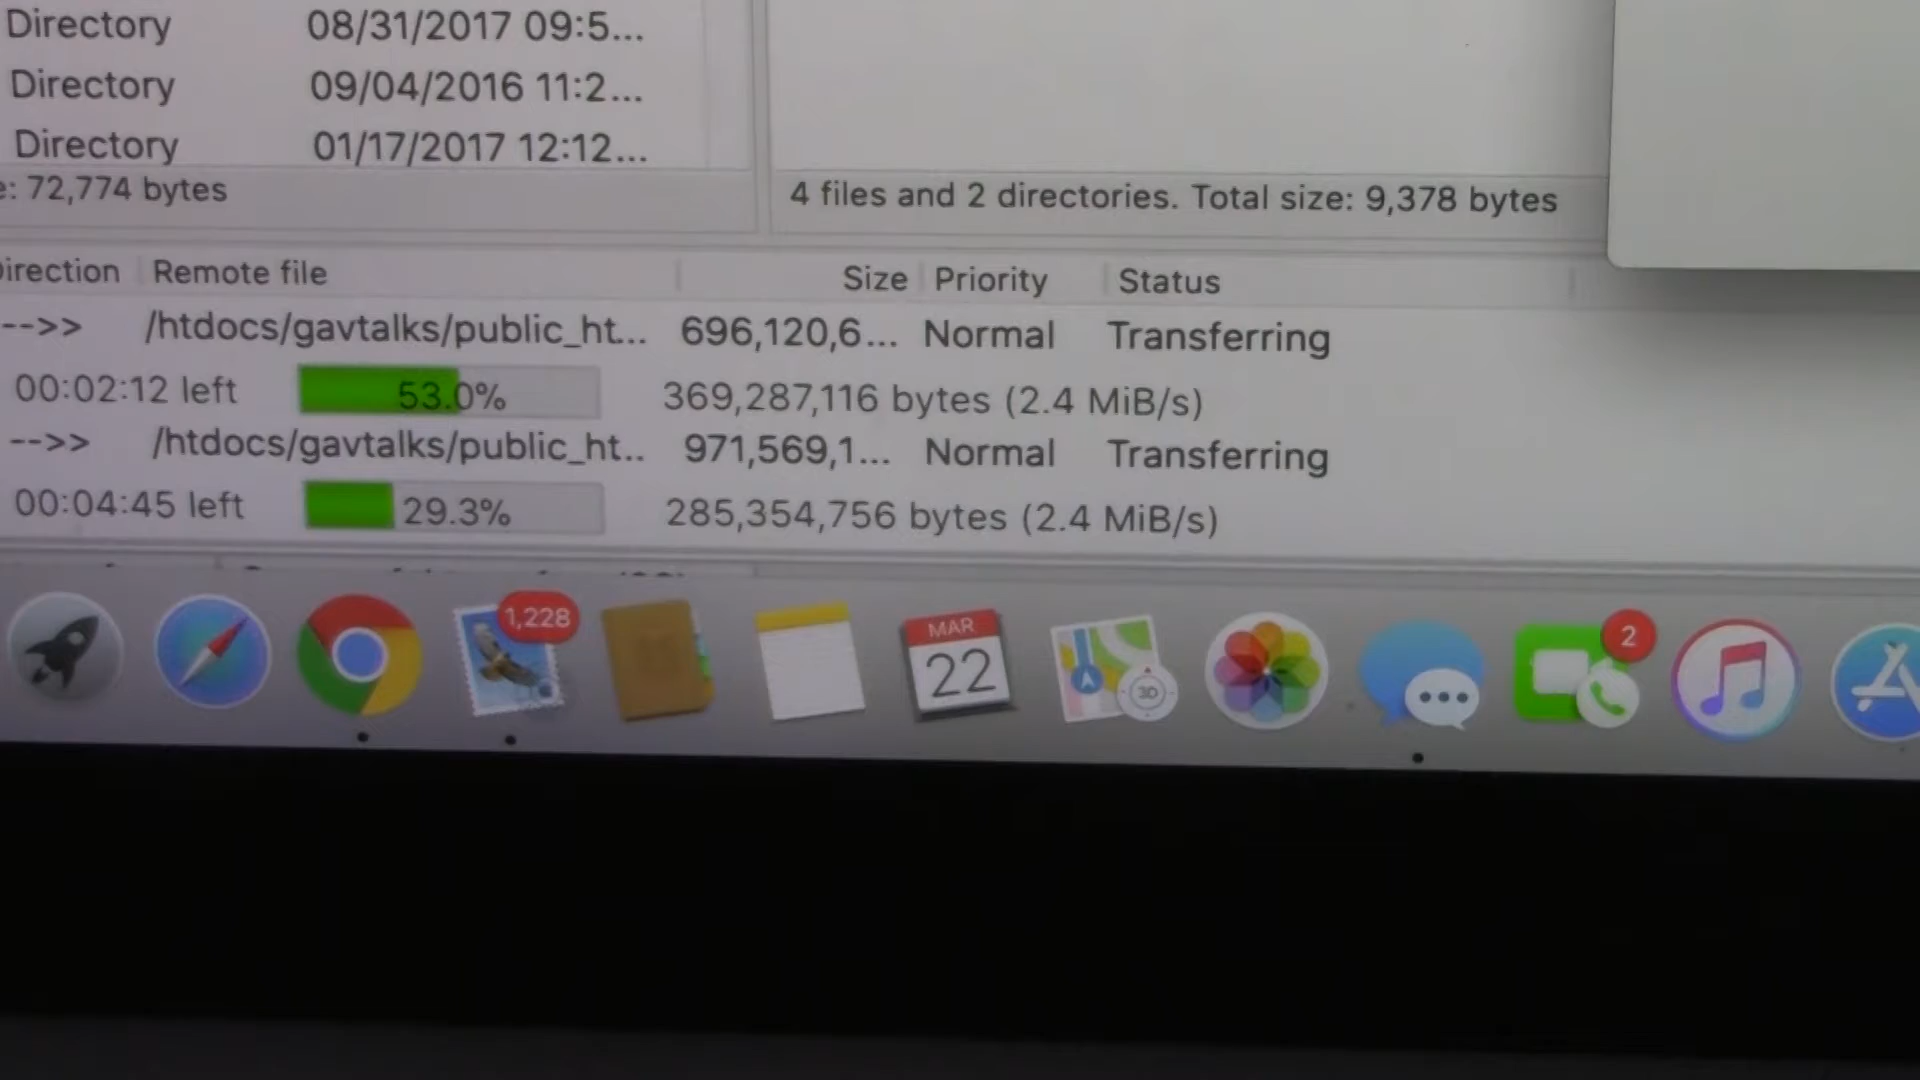 Directory 08/31/2017 09:5...
Directory 09/04/2016 11:2...
Directory 01/17/2017 12:12...
e: 72,774 bytes
4 files and 2 directories. Total size: 9,378 bytes
Direction Remote file Size Priority Status
-->> /htdocs/gavtalks/public_ht... 696,120,6... Normal Transferring
00:02:12 left 53.0% 369,287,116 bytes (2.4 MiB/s)
-->> /htdocs/gavtalks/public_ht.. 971,569,1... Normal Transferring
00:04:45 left 29.3% 285,354,756 bytes (2.4 MiB/s)
1,228
MAR
22
3D
2